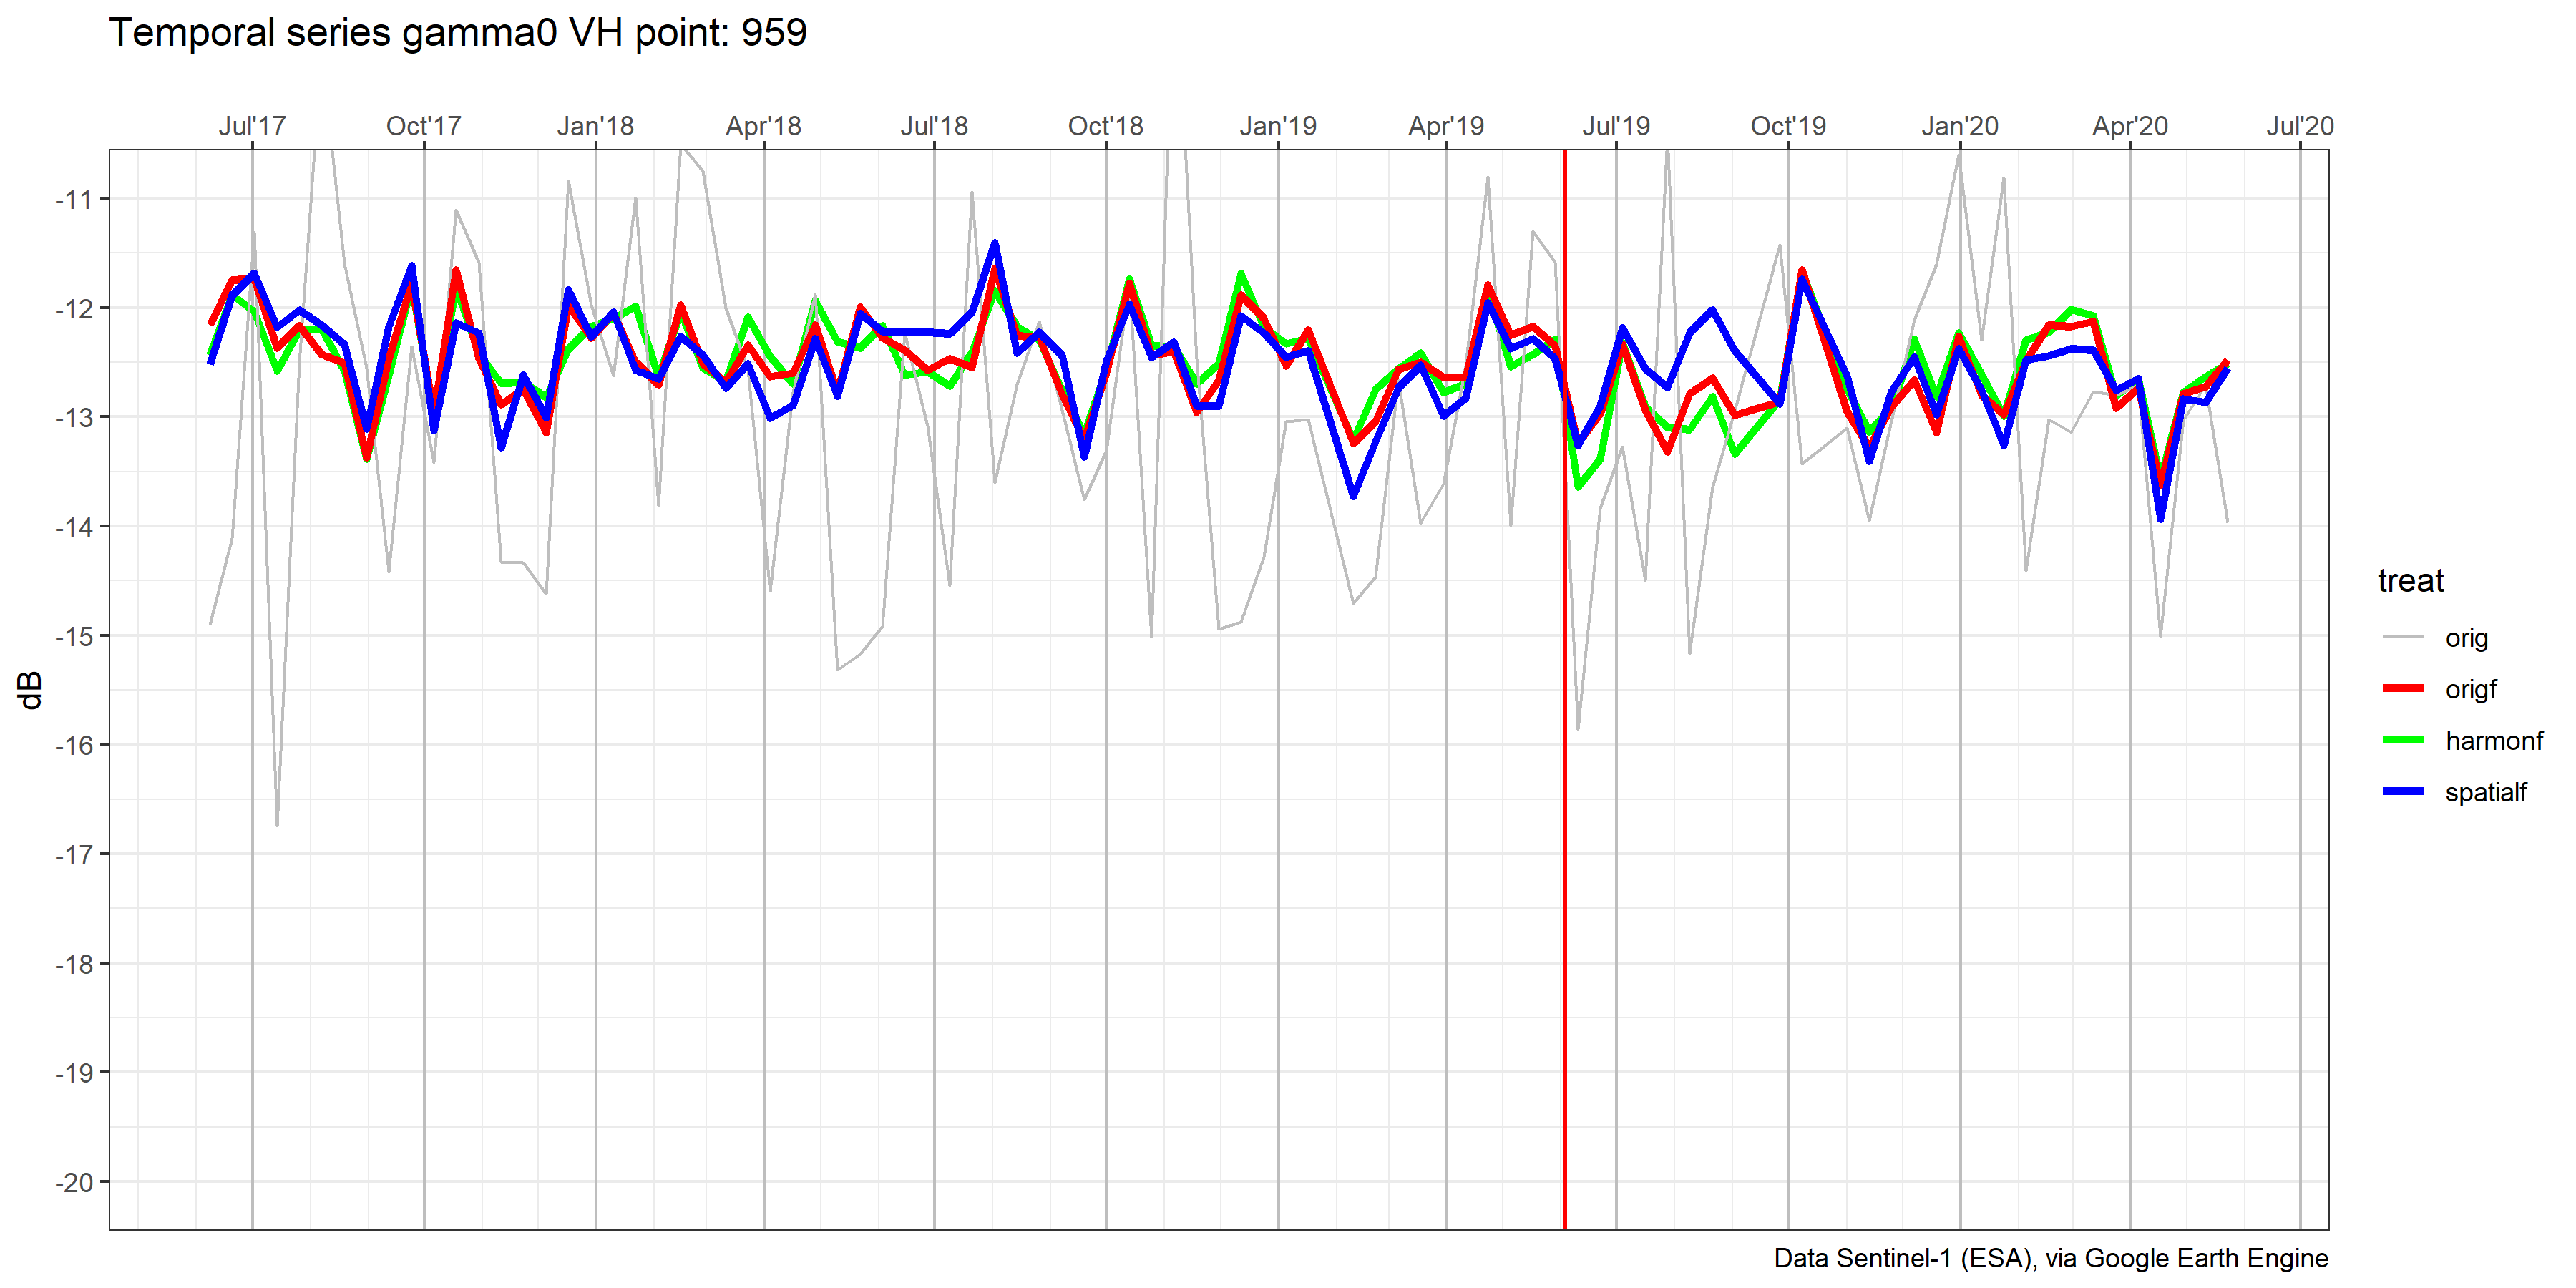 Temporal series gamma0 VH point: 959
Jul'17 Oct'17 Jan'18 Apr'18 Jul'18 Oct'18 Jan'19 Apr'19 Jul'19 Oct'19 Jan'20 Apr'20 Jul'20
-11
-12
-13
-14
-15
-16
-17
-18
-19
-20
dB
treat
orig
origf
harmonf
spatialf
Data Sentinel-1 (ESA), via Google Earth Engine